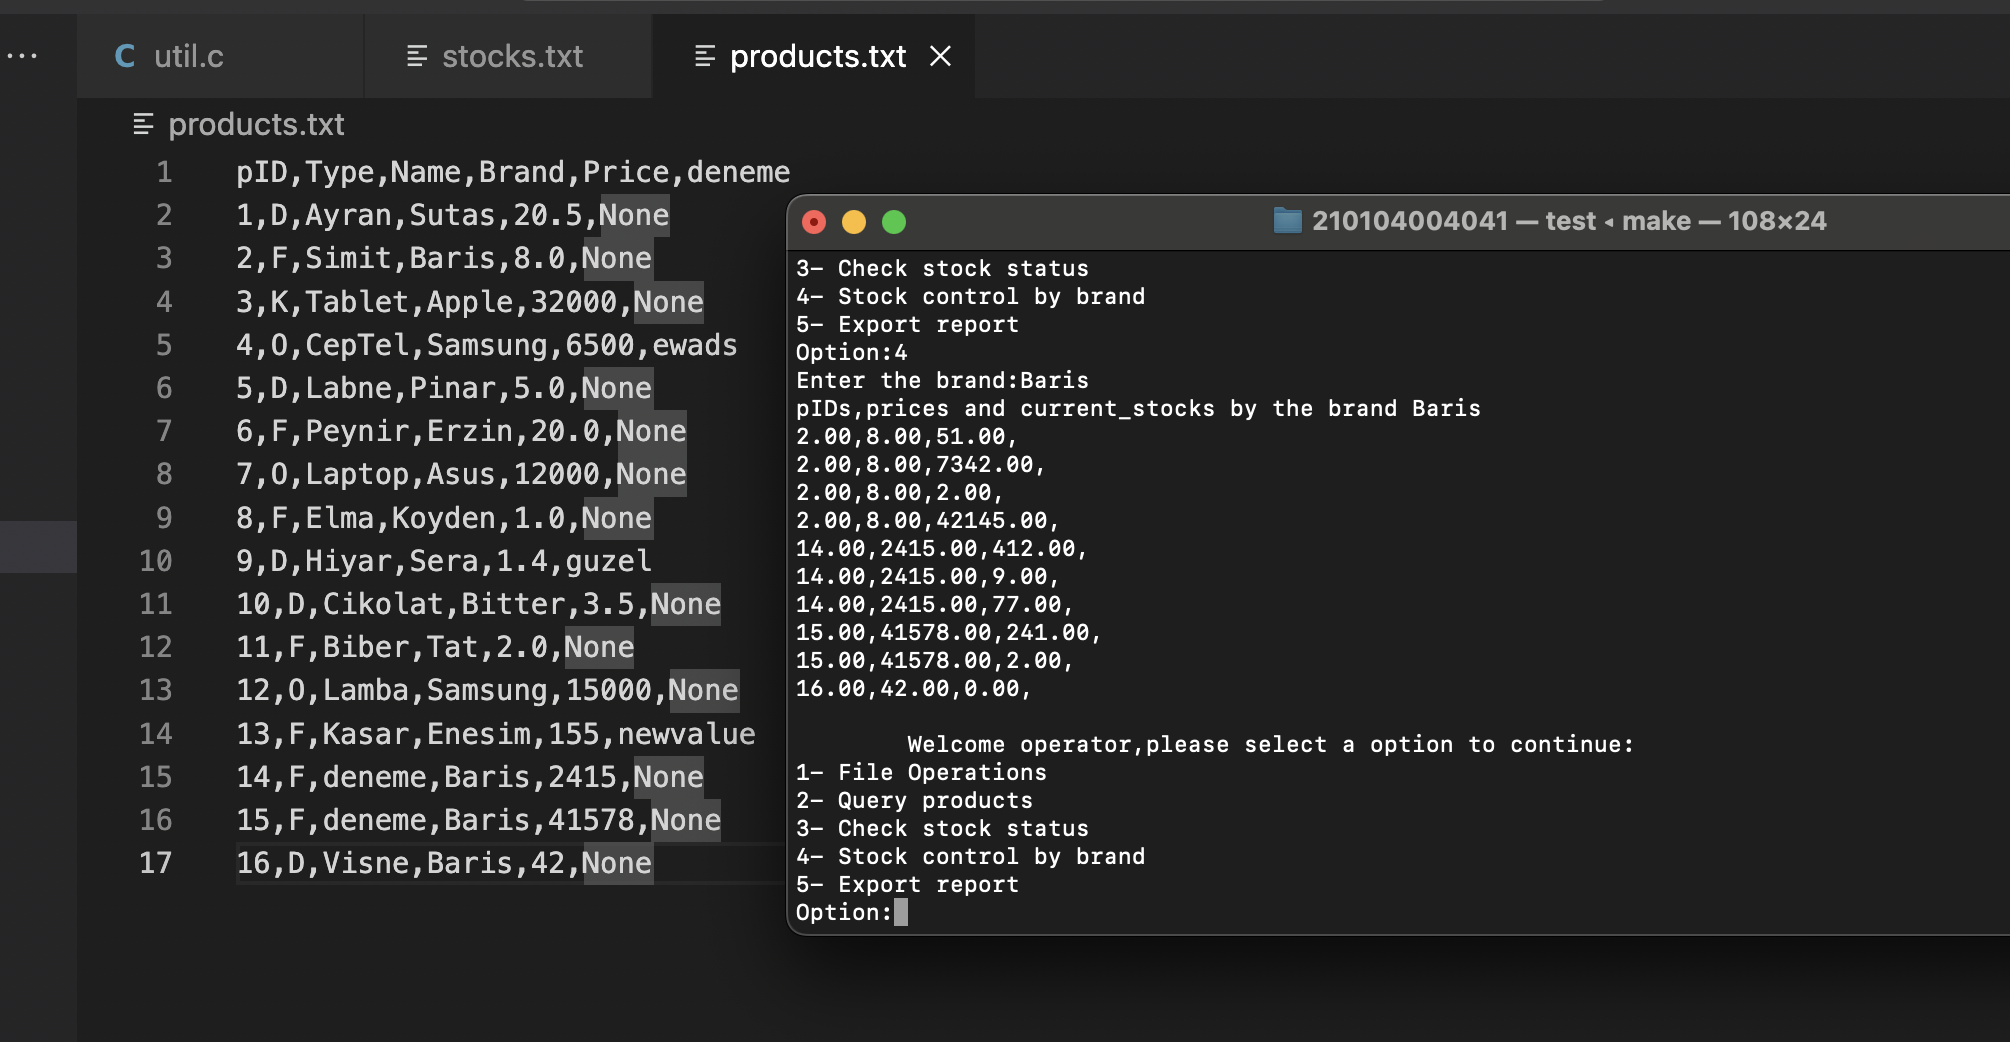 util.c
stocks.txt
products.txt
products.txt
1 pID,Type,Name,Brand,Price,deneme
2 1,D,Ayran,Sutas,20.5,None
3 2,F,Simit,Baris,8.0,None
4 3,K,Tablet,Apple,32000,None
5 4,O,CepTel,Samsung,6500,ewads
6 5,D,Labne,Pinar,5.0,None
7 6,F,Peynir,Erzin,20.0,None
8 7,O,Laptop,Asus,12000,None
9 8,F,Elma,Koyden,1.0,None
10 9,D,Hiyar,Sera,1.4,guzel
11 10,D,Cikolat,Bitter,3.5,None
12 11,F,Biber,Tat,2.0,None
13 12,O,Lamba,Samsung,15000,None
14 13,F,Kasar,Enesim,155,newvalue
15 14,F,deneme,Baris,2415,None
16 15,F,deneme,Baris,41578,None
17 16,D,Visne,Baris,42,None
210104004041 — test ◂ make — 108×24
3- Check stock status
4- Stock control by brand
5- Export report
Option:4
Enter the brand:Baris
pIDs,prices and current_stocks by the brand Baris
2.00,8.00,51.00,
2.00,8.00,7342.00,
2.00,8.00,2.00,
2.00,8.00,42145.00,
14.00,2415.00,412.00,
14.00,2415.00,9.00,
14.00,2415.00,77.00,
15.00,41578.00,241.00,
15.00,41578.00,2.00,
16.00,42.00,0.00,
Welcome operator,please select a option to continue:
1- File Operations
2- Query products
3- Check stock status
4- Stock control by brand
5- Export report
Option: